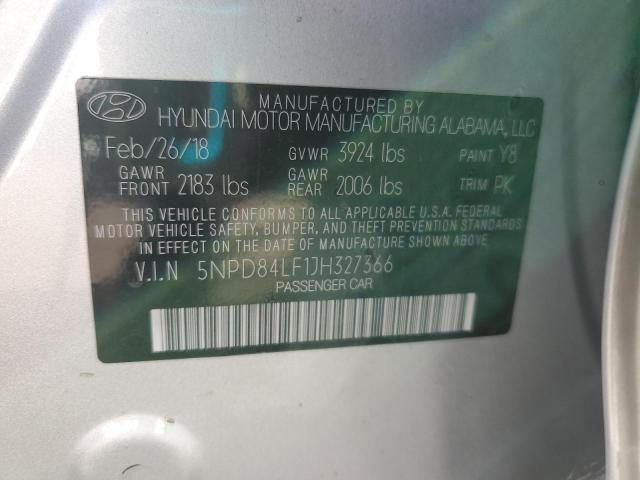 MANUFACTURED BY
HYUNDAI MOTOR MANUFACTURING ALABAMA, LLC
Feb/26/18 GVWR 3924 lbs PAINT Y8
GAWR FRONT 2183 lbs GAWR REAR 2006 lbs TRIM PK
THIS VEHICLE CONFORMS TO ALL APPLICABLE U.S.A. FEDERAL
MOTOR VEHICLE SAFETY, BUMPER, AND THEFT PREVENTION
STANDARDS IN EFFECT ON THE DATE OF MANUFACTURE SHOWN ABOVE
V.I.N 5NPD84LF1JH327366
PASSENGER CAR